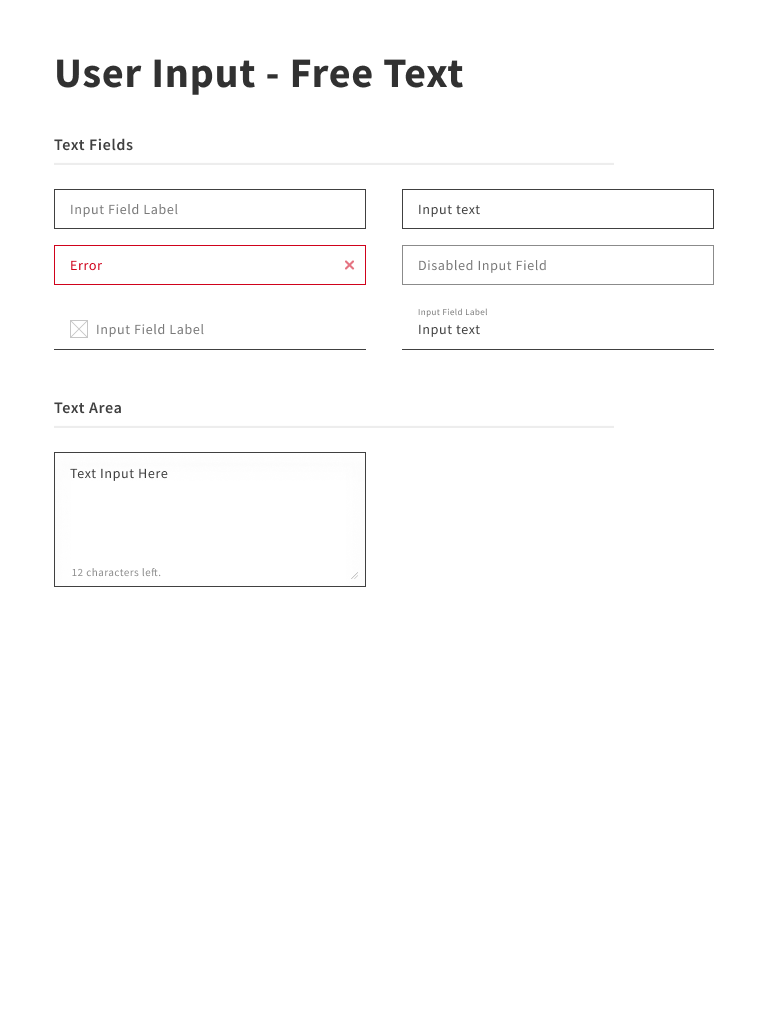 User Input - Free Text
Text Fields
Input Field Label
Input text
Error
Disabled Input Field
Input Field Label
Input Field Label
Input text
Text Area
Text Input Here
12 characters left.